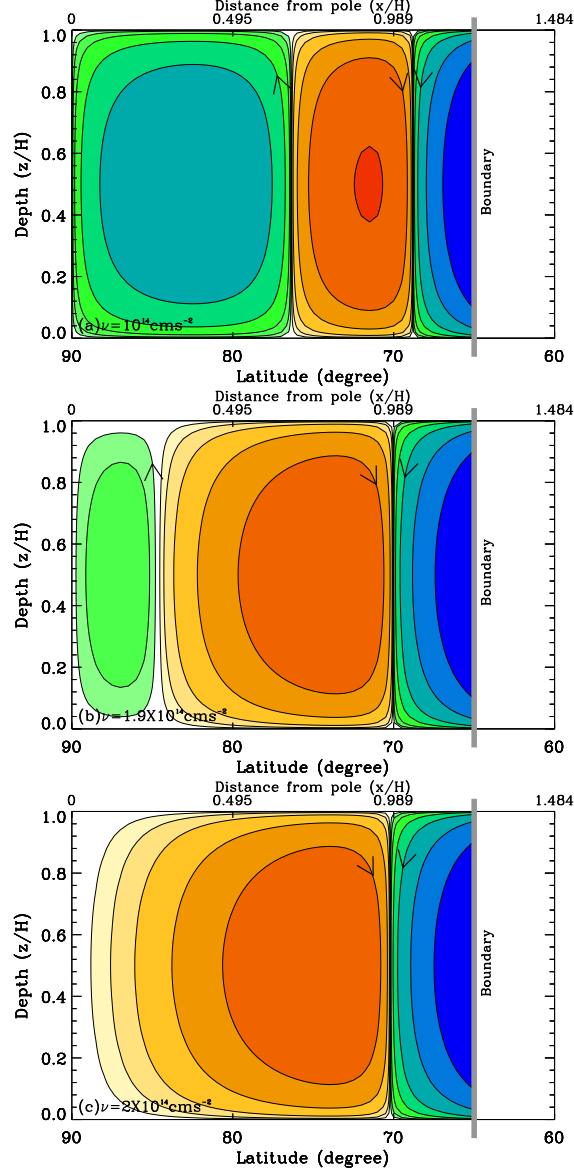 Distance from pole (x/H)
0 0.495 0.989 1.484
1.0
0.8
0.6
0.4
0.2
0.0
Depth (z/H)
Boundary
(a)ν=10¹⁴cms⁻²
90 80 70 60
Latitude (degree)
Distance from pole (x/H)
0 0.495 0.989 1.484
1.0
0.8
0.6
0.4
0.2
0.0
Depth (z/H)
Boundary
(b)ν=1.9X10¹⁴cms⁻²
90 80 70 60
Latitude (degree)
Distance from pole (x/H)
0 0.495 0.989 1.484
1.0
0.8
0.6
0.4
0.2
0.0
Depth (z/H)
Boundary
(c)ν=2X10¹⁴cms⁻²
90 80 70 60
Latitude (degree)